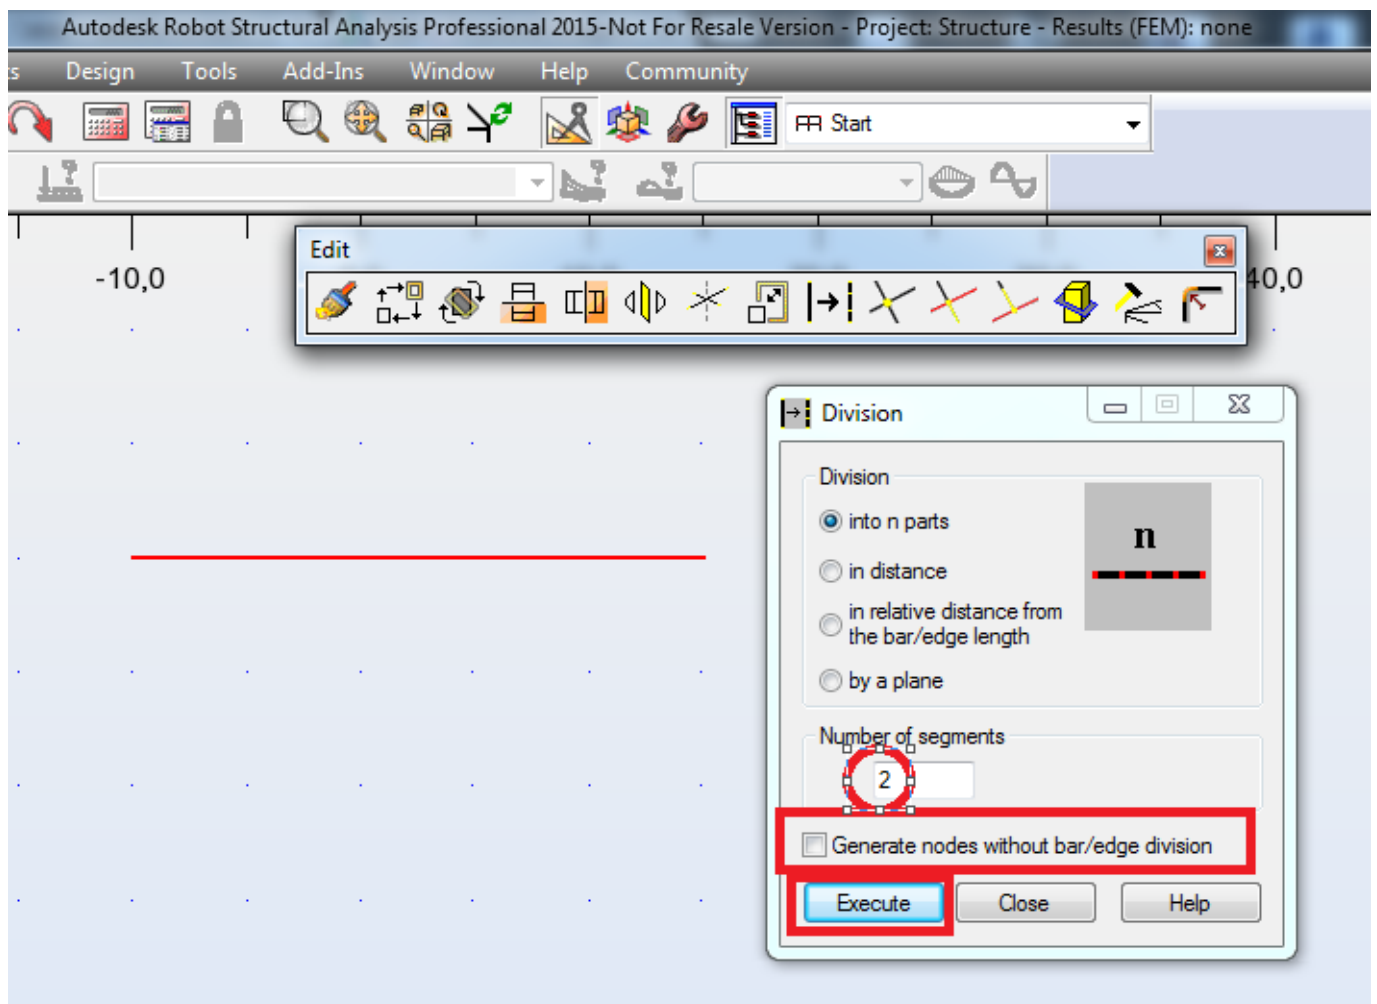 Autodesk Robot Structural Analysis Professional 2015-Not For Resale Version - Project: Structure - Results (FEM): none
s Design Tools Add-Ins Window Help Community
Start
Edit
-10,0
40,0
Division
Division
into n parts
n
in distance
in relative distance from
the bar/edge length
by a plane
Number of segments
2
Generate nodes without bar/edge division
Execute Close Help